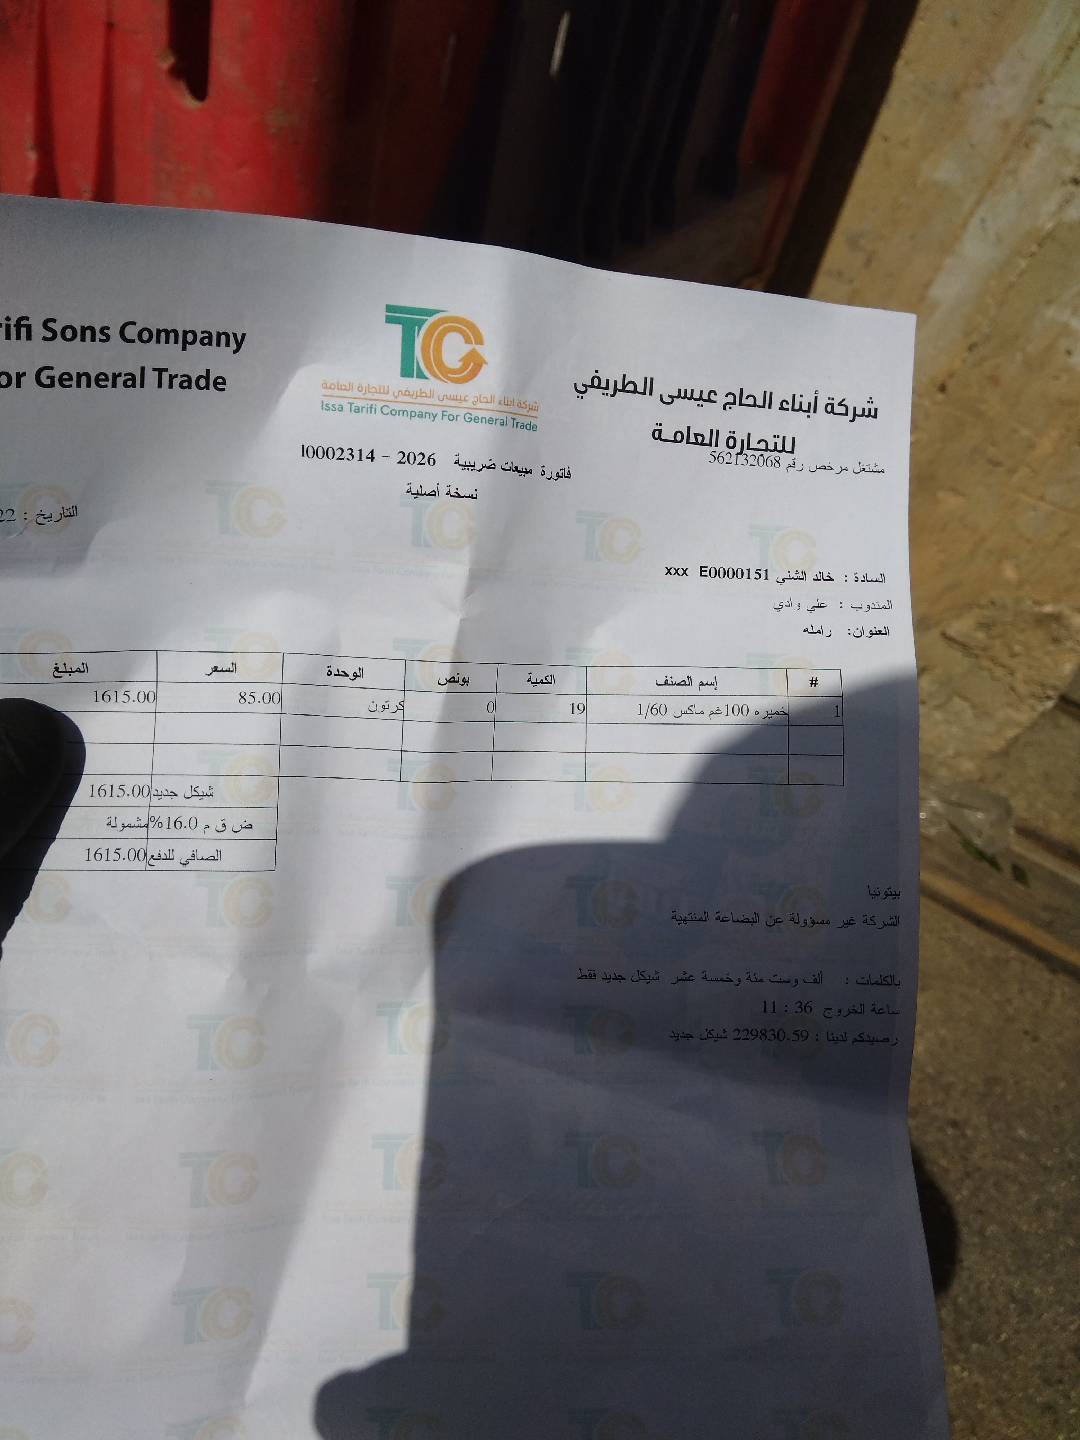 rifi Sons Company
or General Trade
TC
شركة ابناء الحاج عيسى الطريفي للتجارة العامة
Issa Tarifi Company For General Trade
شركة أبناء الحاج عيسى الطريفي
للتجارة العامة
مشتغل مرخص رقم 562132068
فاتورة مبيعات ضريبية 2026 - I0002314
نسخة أصلية
التاريخ : 22
السادة : خالد الشني E0000151 xxx
المندوب : علي وادي
العنوان: رامله
# إسم الصنف الكمية بونص الوحدة السعر المبلغ
1 خميره 100غم ماكس 1/60 19 0 كرتون 85.00 1615.00
شيكل جديد 1615.00
ض ق م 16.0% مشمولة
الصافي للدفع 1615.00
بيتونيا
الشركة غير مسؤولة عن البضاعة المنتهية
بالكلمات : ألف وست مئة وخمسة عشر شيكل جديد فقط
ساعة الخروج 36 : 11
رصيدكم لدينا : 229830.59 شيكل جديد